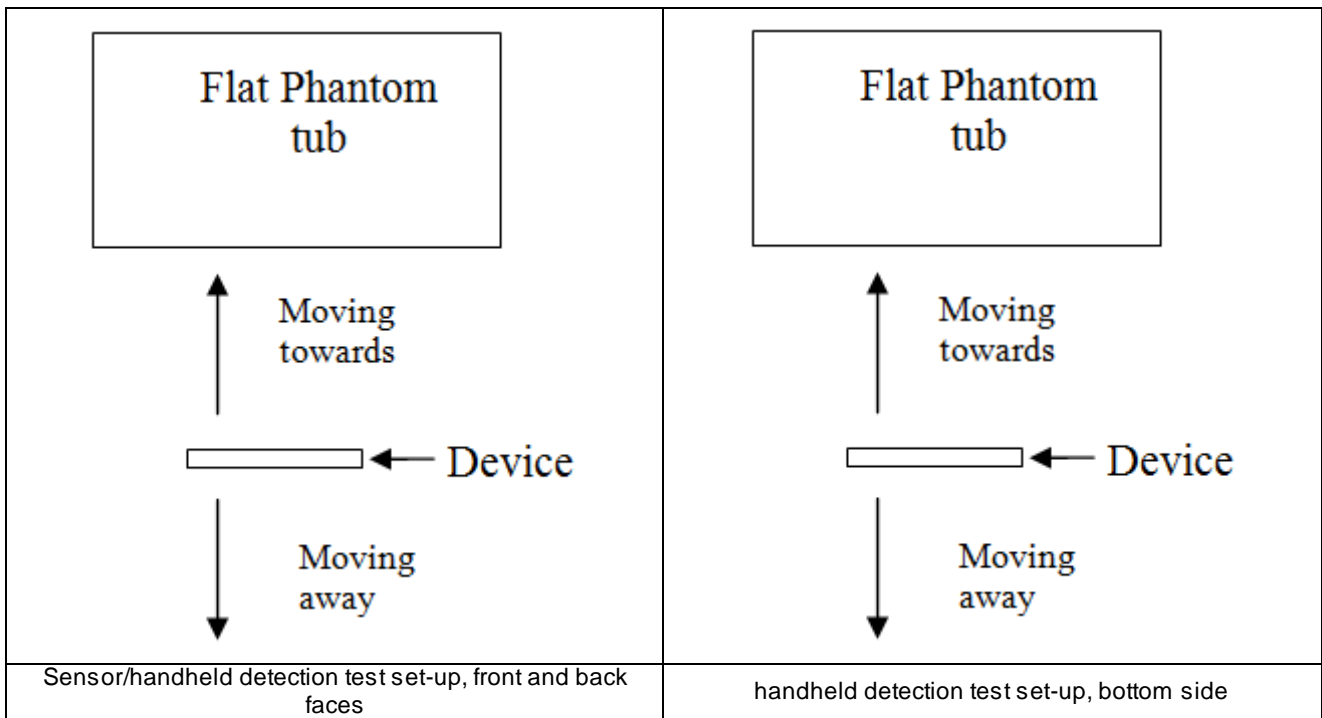 Flat Phantom
tub
Moving
towards
Device
Moving
away
Sensor/handheld detection test set-up, front and back
faces
Flat Phantom
tub
Moving
towards
Device
Moving
away
handheld detection test set-up, bottom side